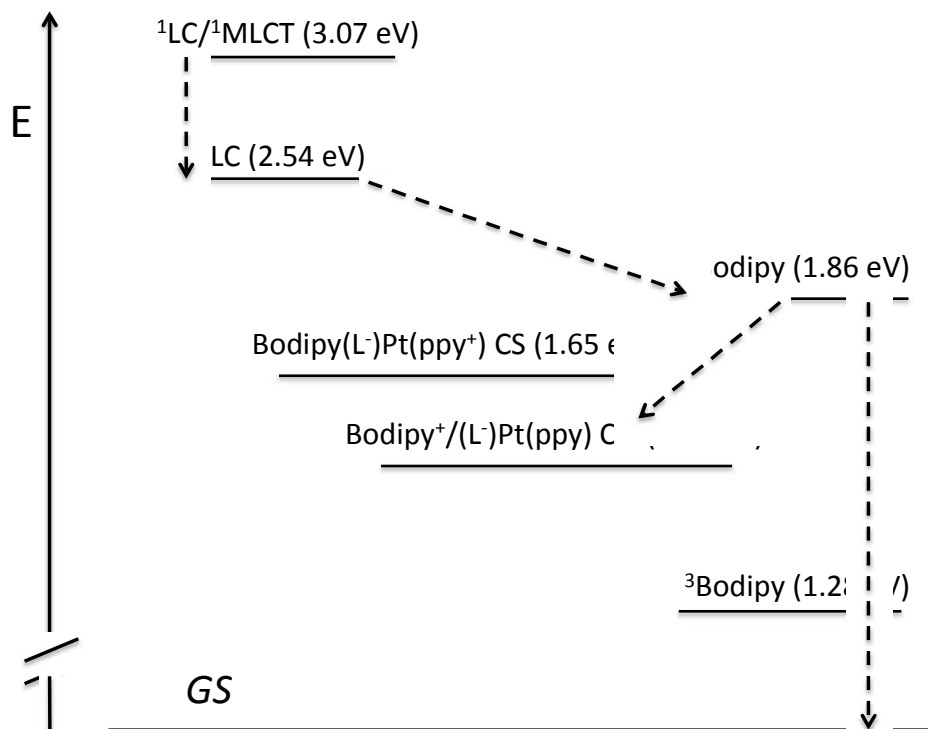 ¹LC/¹MLCT (3.07 eV)
E
LC (2.54 eV)
odipy (1.86 eV)
Bodipy(L⁻)Pt(ppy⁺) CS (1.65 e
Bodipy⁺/(L⁻)Pt(ppy) C
³Bodipy (1.28 V)
GS